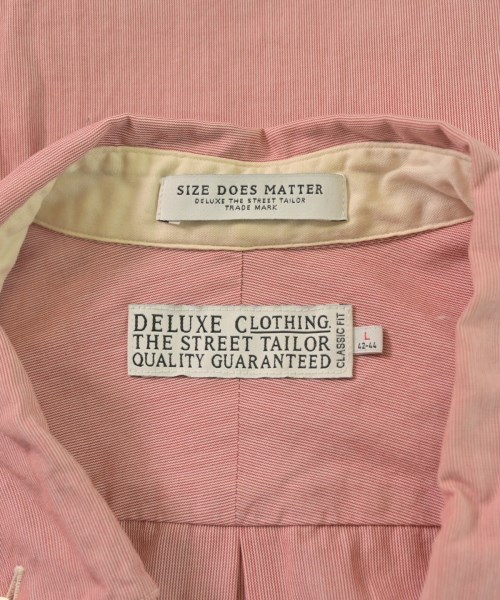 SIZE DOES MATTER
DELUXE THE STREET TAILOR
TRADE MARK
DELUXE CLOTHING.
THE STREET TAILOR
QUALITY GUARANTEED
CLASSIC FIT
L
42-44